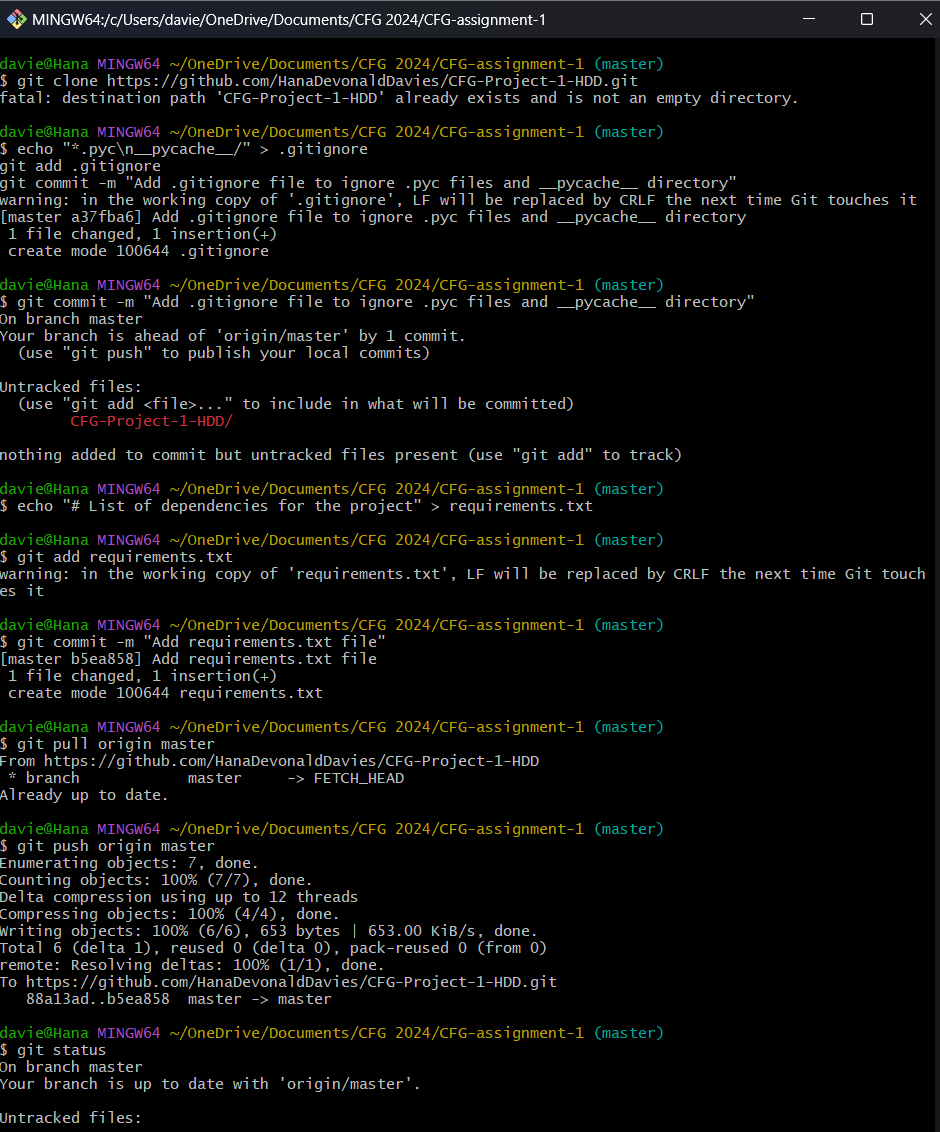 MINGW64:/c/Users/davie/OneDrive/Documents/CFG 2024/CFG-assignment-1
davie@Hana MINGW64 ~/OneDrive/Documents/CFG 2024/CFG-assignment-1 (master)
$ git clone https://github.com/HanaDevonaldDavies/CFG-Project-1-HDD.git
fatal: destination path 'CFG-Project-1-HDD' already exists and is not an empty directory.
davie@Hana MINGW64 ~/OneDrive/Documents/CFG 2024/CFG-assignment-1 (master)
$ echo "*.pyc\n__pycache__/" > .gitignore
git add .gitignore
git commit -m "Add .gitignore file to ignore .pyc files and __pycache__ directory"
warning: in the working copy of '.gitignore', LF will be replaced by CRLF the next time Git touches it
[master a37fba6] Add .gitignore file to ignore .pyc files and __pycache__ directory
1 file changed, 1 insertion(+)
create mode 100644 .gitignore
davie@Hana MINGW64 ~/OneDrive/Documents/CFG 2024/CFG-assignment-1 (master)
$ git commit -m "Add .gitignore file to ignore .pyc files and __pycache__ directory"
On branch master
Your branch is ahead of 'origin/master' by 1 commit.
(use "git push" to publish your local commits)
Untracked files:
(use "git add <file>..." to include in what will be committed)
CFG-Project-1-HDD/
nothing added to commit but untracked files present (use "git add" to track)
davie@Hana MINGW64 ~/OneDrive/Documents/CFG 2024/CFG-assignment-1 (master)
$ echo "# List of dependencies for the project" > requirements.txt
davie@Hana MINGW64 ~/OneDrive/Documents/CFG 2024/CFG-assignment-1 (master)
$ git add requirements.txt
warning: in the working copy of 'requirements.txt', LF will be replaced by CRLF the next time Git touch
es it
davie@Hana MINGW64 ~/OneDrive/Documents/CFG 2024/CFG-assignment-1 (master)
$ git commit -m "Add requirements.txt file"
[master b5ea858] Add requirements.txt file
1 file changed, 1 insertion(+)
create mode 100644 requirements.txt
davie@Hana MINGW64 ~/OneDrive/Documents/CFG 2024/CFG-assignment-1 (master)
$ git pull origin master
From https://github.com/HanaDevonaldDavies/CFG-Project-1-HDD
* branch            master     -> FETCH_HEAD
Already up to date.
davie@Hana MINGW64 ~/OneDrive/Documents/CFG 2024/CFG-assignment-1 (master)
$ git push origin master
Enumerating objects: 7, done.
Counting objects: 100% (7/7), done.
Delta compression using up to 12 threads
Compressing objects: 100% (4/4), done.
Writing objects: 100% (6/6), 653 bytes | 653.00 KiB/s, done.
Total 6 (delta 1), reused 0 (delta 0), pack-reused 0 (from 0)
remote: Resolving deltas: 100% (1/1), done.
To https://github.com/HanaDevonaldDavies/CFG-Project-1-HDD.git
88a13ad..b5ea858  master -> master
davie@Hana MINGW64 ~/OneDrive/Documents/CFG 2024/CFG-assignment-1 (master)
$ git status
On branch master
Your branch is up to date with 'origin/master'.
Untracked files: